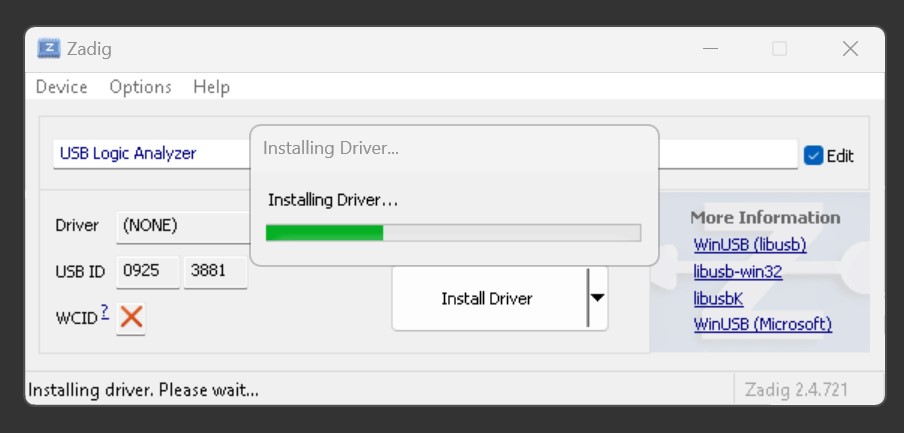 Zadig
Device Options Help
Installing Driver...
USB Logic Analyzer
Edit
Installing Driver...
Driver (NONE)
USB ID 0925 3881
WCID ?
Install Driver
More Information
WinUSB (libusb)
libusb-win32
libusbK
WinUSB (Microsoft)
Installing driver. Please wait...
Zadig 2.4.721